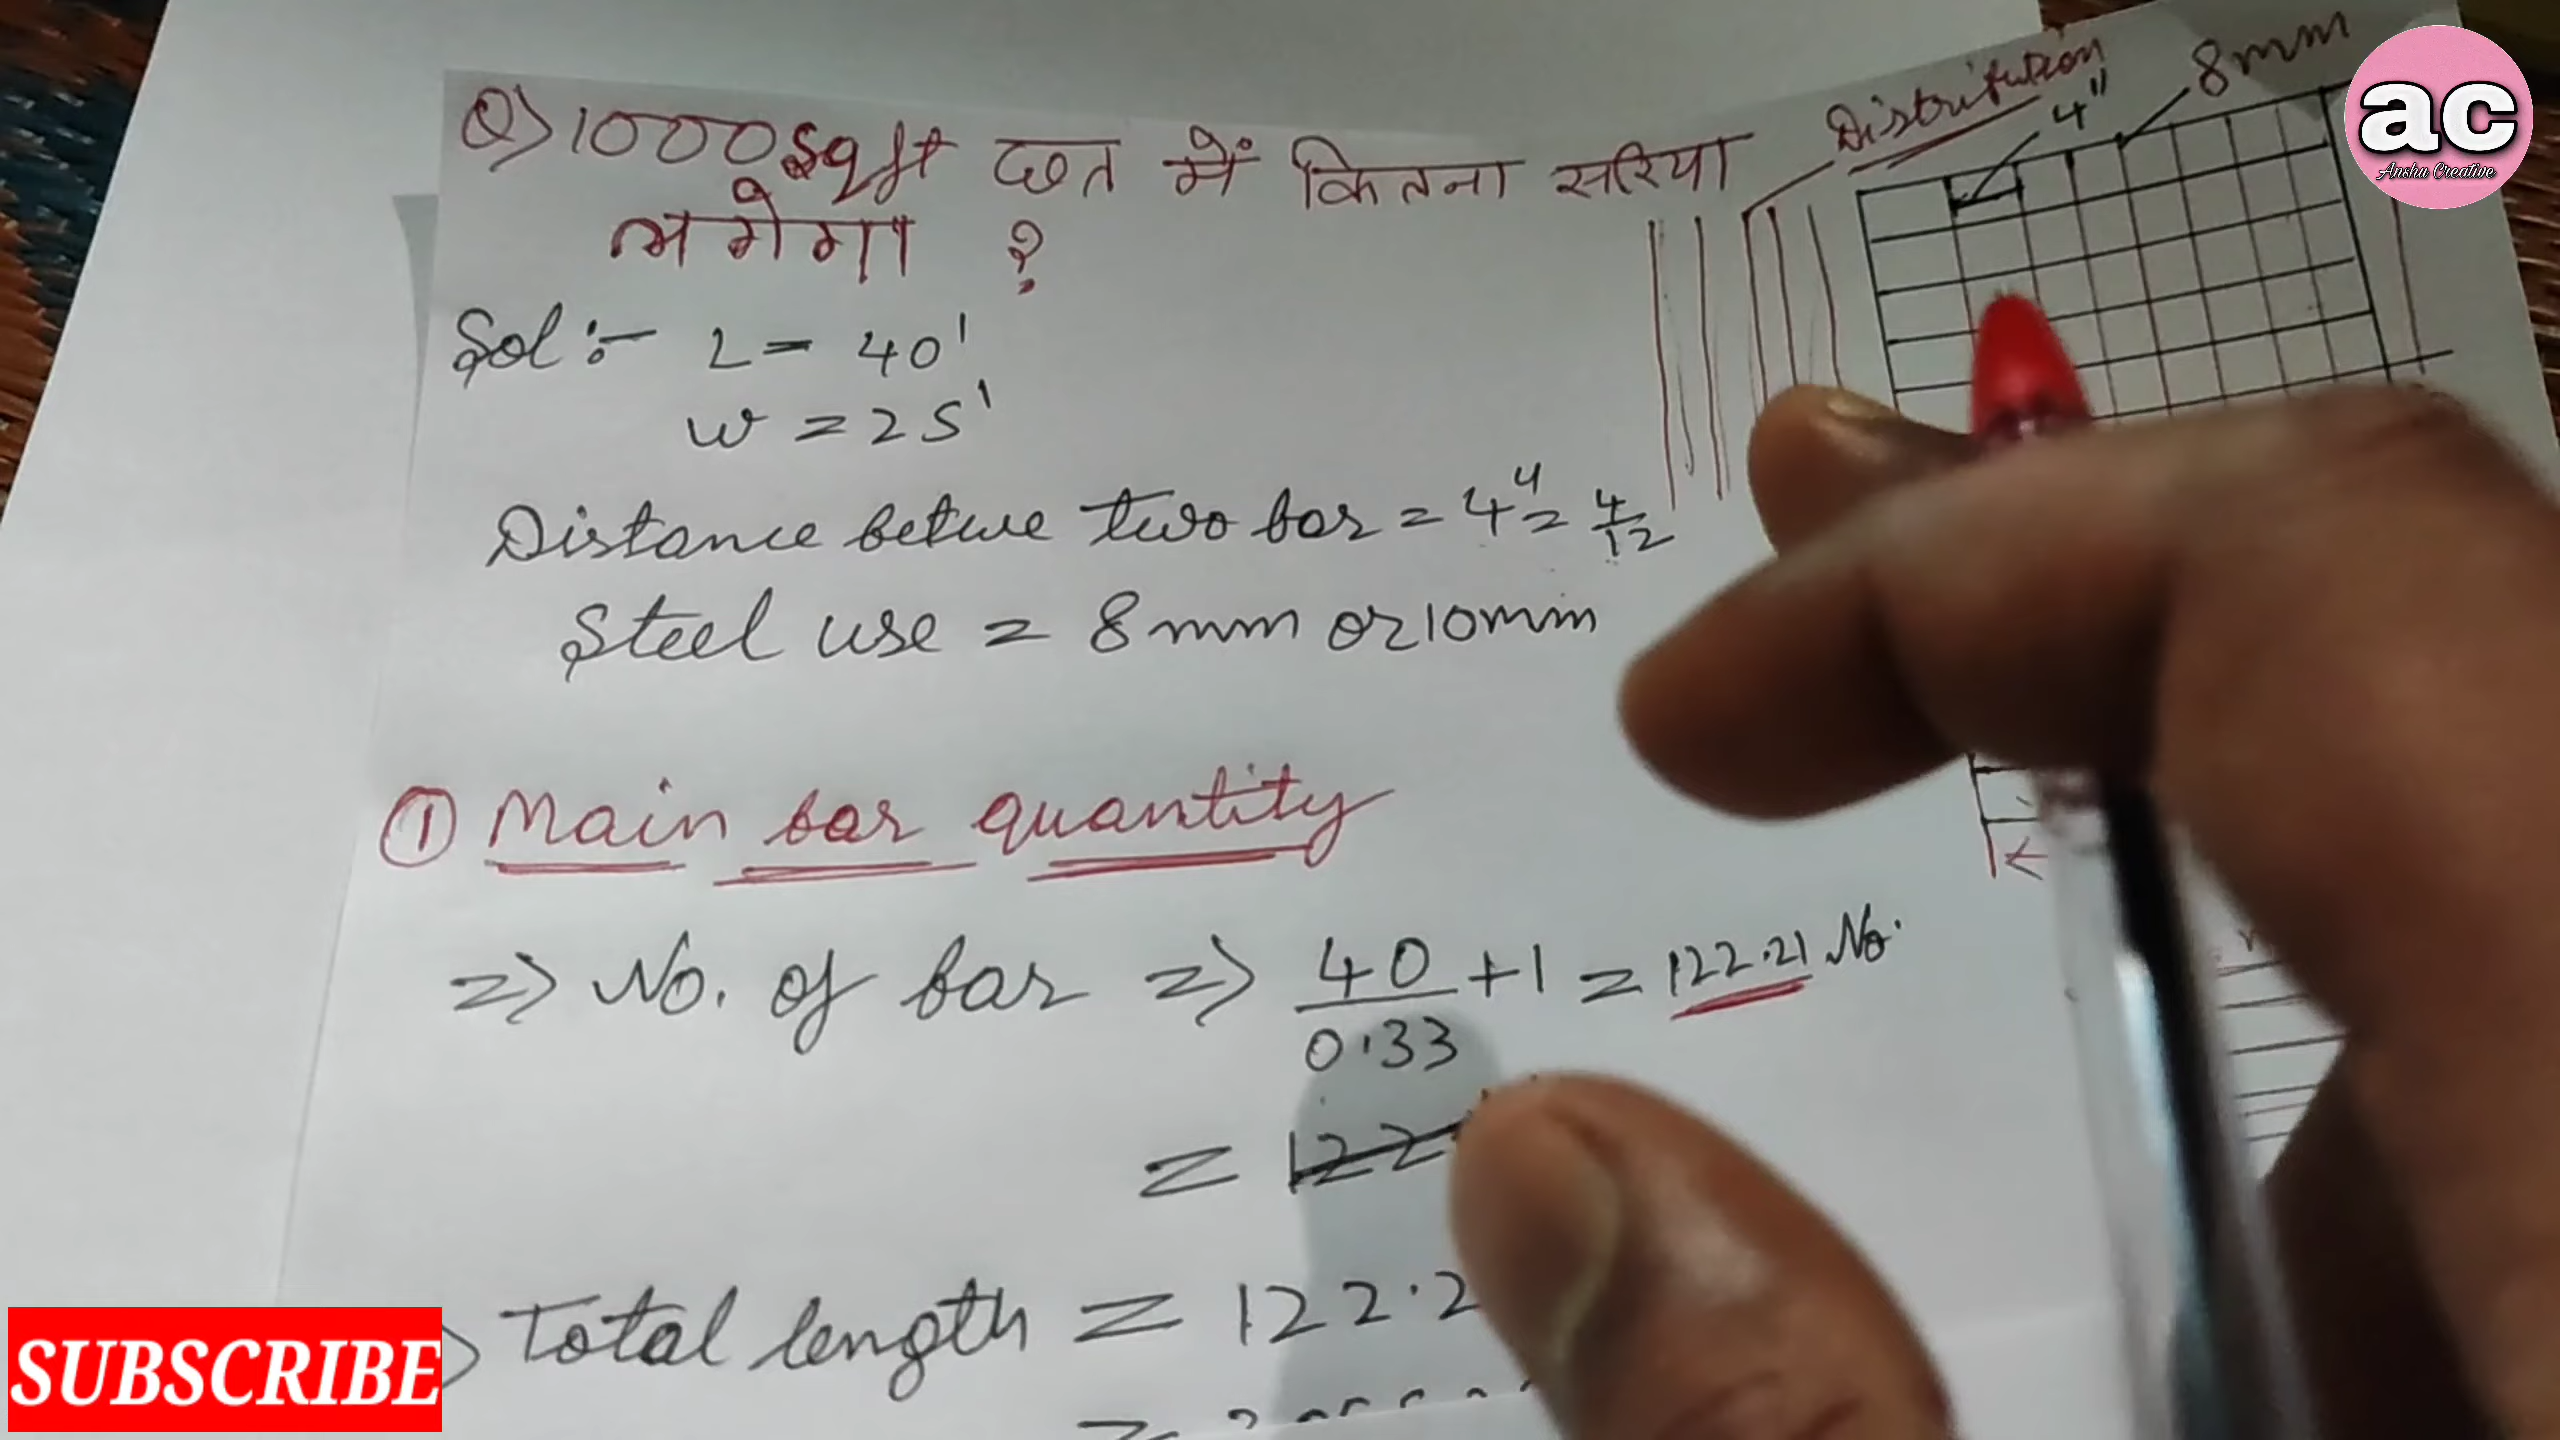 Q> 1000 Sqft छत में कितना सरिया
लगेगा ?
Sol :- L = 40'
W = 25'
Distance betwe two bar = 4" = 4/12
Steel use = 8mm or 10mm
① Main bar quantity
=> No. of bar => 40/0.33 + 1 = 122.21 No.
= 122
Total length = 122.2
Distribution
4"
8mm
ac
Anshu Creative
SUBSCRIBE